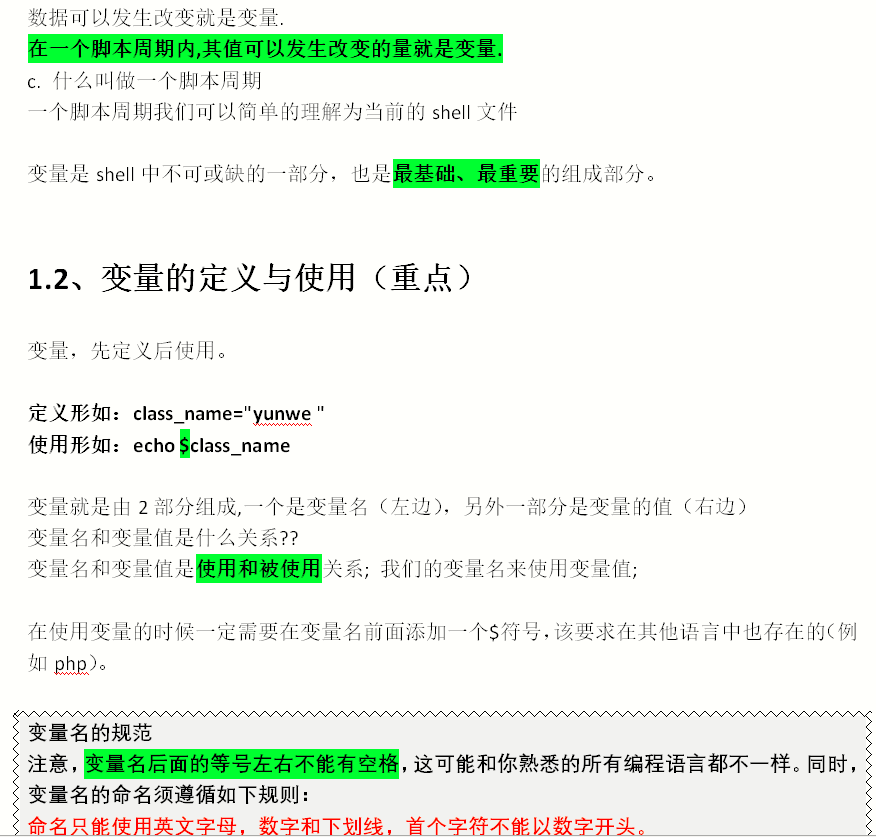 数据可以发生改变就是变量.
在一个脚本周期内,其值可以发生改变的量就是变量.
c. 什么叫做一个脚本周期
一个脚本周期我们可以简单的理解为当前的 shell 文件
变量是 shell 中不可或缺的一部分，也是最基础、最重要的组成部分。
1.2、变量的定义与使用（重点）
变量，先定义后使用。
定义形如：class_name="yunwe "
使用形如：echo $class_name
变量就是由 2 部分组成,一个是变量名（左边），另外一部分是变量的值（右边）
变量名和变量值是什么关系??
变量名和变量值是使用和被使用关系; 我们的变量名来使用变量值;
在使用变量的时候一定需要在变量名前面添加一个$符号,该要求在其他语言中也存在的（例
如 php）。
变量名的规范
注意,变量名后面的等号左右不能有空格,这可能和你熟悉的所有编程语言都不一样。同时,
变量名的命名须遵循如下规则：
命名只能使用英文字母，数字和下划线，首个字符不能以数字开头。